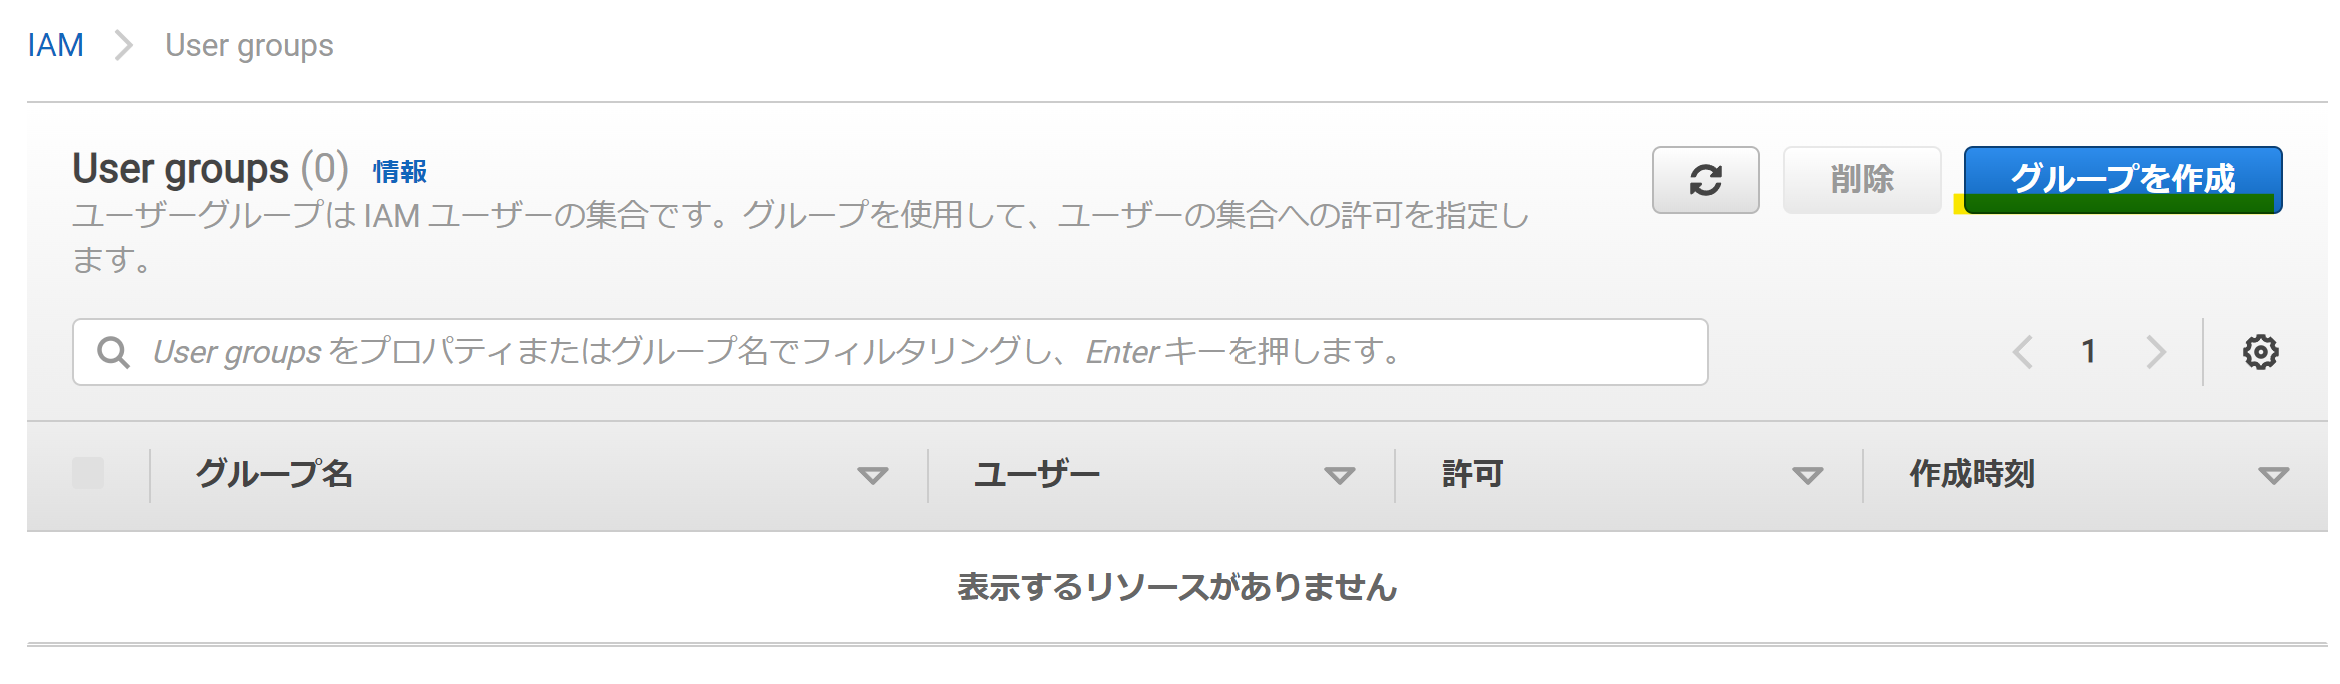 IAM User groups
User groups (0) 情報
削除
グループを作成
ユーザーグループは IAM ユーザーの集合です。グループを使用して、ユーザーの集合への許可を指定し
ます。
User groups をプロパティまたはグループ名でフィルタリングし、Enter キーを押します。
1
グループ名 ユーザー 許可 作成時刻
表示するリソースがありません